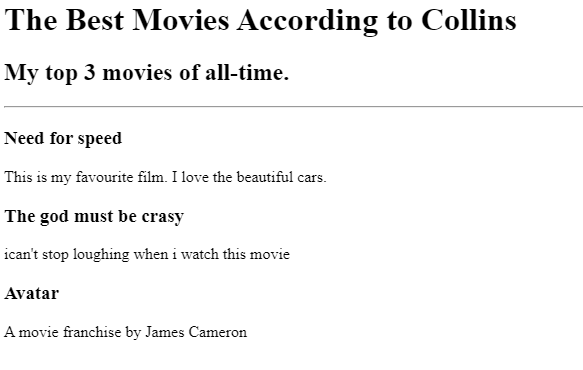 The Best Movies According to Collins
My top 3 movies of all-time.
Need for speed
This is my favourite film. I love the beautiful cars.
The god must be crasy
ican't stop loughing when i watch this movie
Avatar
A movie franchise by James Cameron